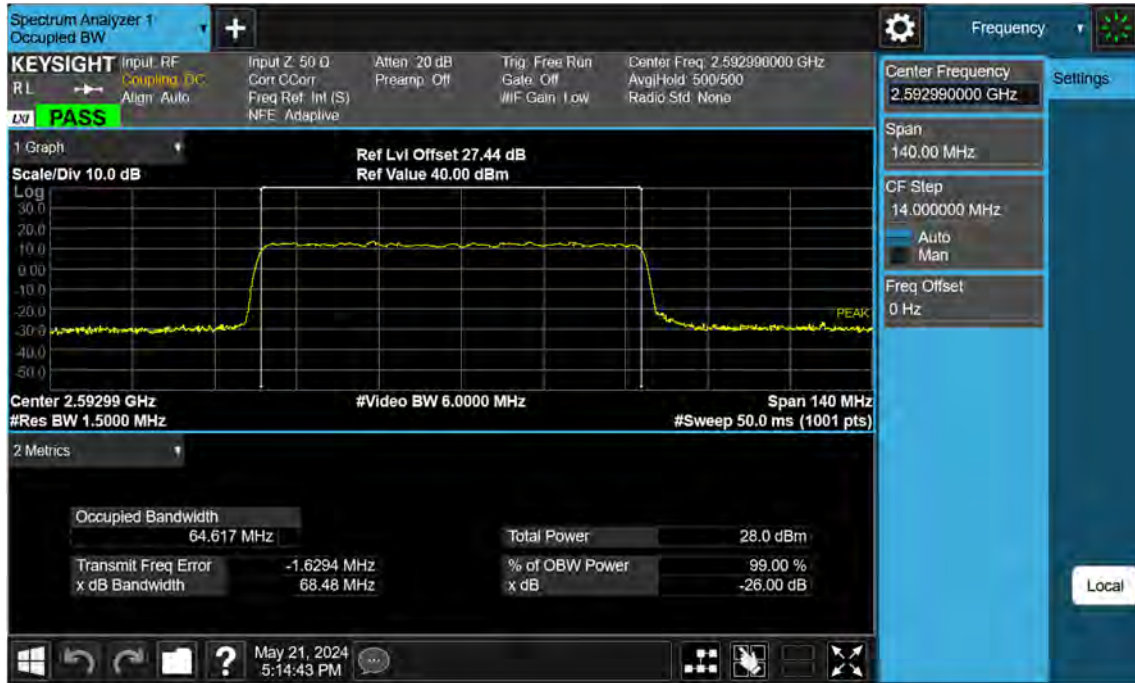 Spectrum Analyzer 1
Occupied BW
+
Frequency
KEYSIGHT
R L
LXI PASS
Input: RF
Coupling: DC
Align: Auto
Input Z: 50 Ω
Corr CCorr
Freq Ref: Int (S)
NFE: Adaptive
Atten: 20 dB
Preamp: Off
Trig: Free Run
Gate: Off
#IF Gain: Low
Center Freq: 2.592990000 GHz
Avg|Hold: 500/500
Radio Std: None
1 Graph
Scale/Div 10.0 dB
Ref Lvl Offset 27.44 dB
Ref Value 40.00 dBm
Log
30.0
20.0
10.0
0.00
-10.0
-20.0
-30.0
-40.0
-50.0
PEAK
Center 2.59299 GHz
#Video BW 6.0000 MHz
Span 140 MHz
#Res BW 1.5000 MHz
#Sweep 50.0 ms (1001 pts)
2 Metrics
Occupied Bandwidth
64.617 MHz
Total Power 28.0 dBm
Transmit Freq Error -1.6294 MHz
% of OBW Power 99.00 %
x dB Bandwidth 68.48 MHz
x dB -26.00 dB
Center Frequency
2.592990000 GHz
Settings
Span
140.00 MHz
CF Step
14.000000 MHz
Auto
Man
Freq Offset
0 Hz
Local
?
May 21, 2024
5:14:43 PM